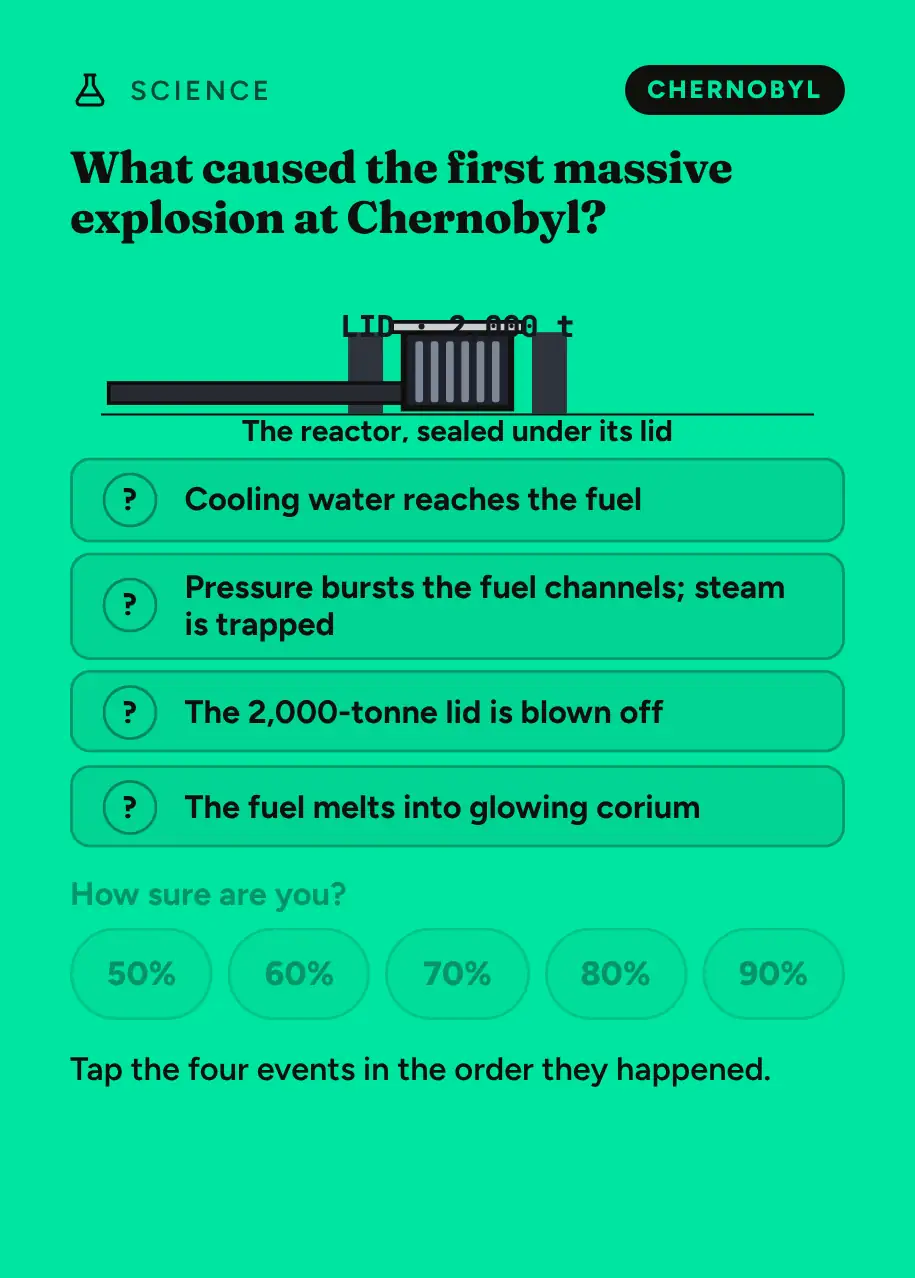 SCIENCE
CHERNOBYL
What caused the first massive
explosion at Chernobyl?
LID · 2,000 t
The reactor, sealed under its lid
? Cooling water reaches the fuel
? Pressure bursts the fuel channels; steam
is trapped
? The 2,000-tonne lid is blown off
? The fuel melts into glowing corium
How sure are you?
50% 60% 70% 80% 90%
Tap the four events in the order they happened.